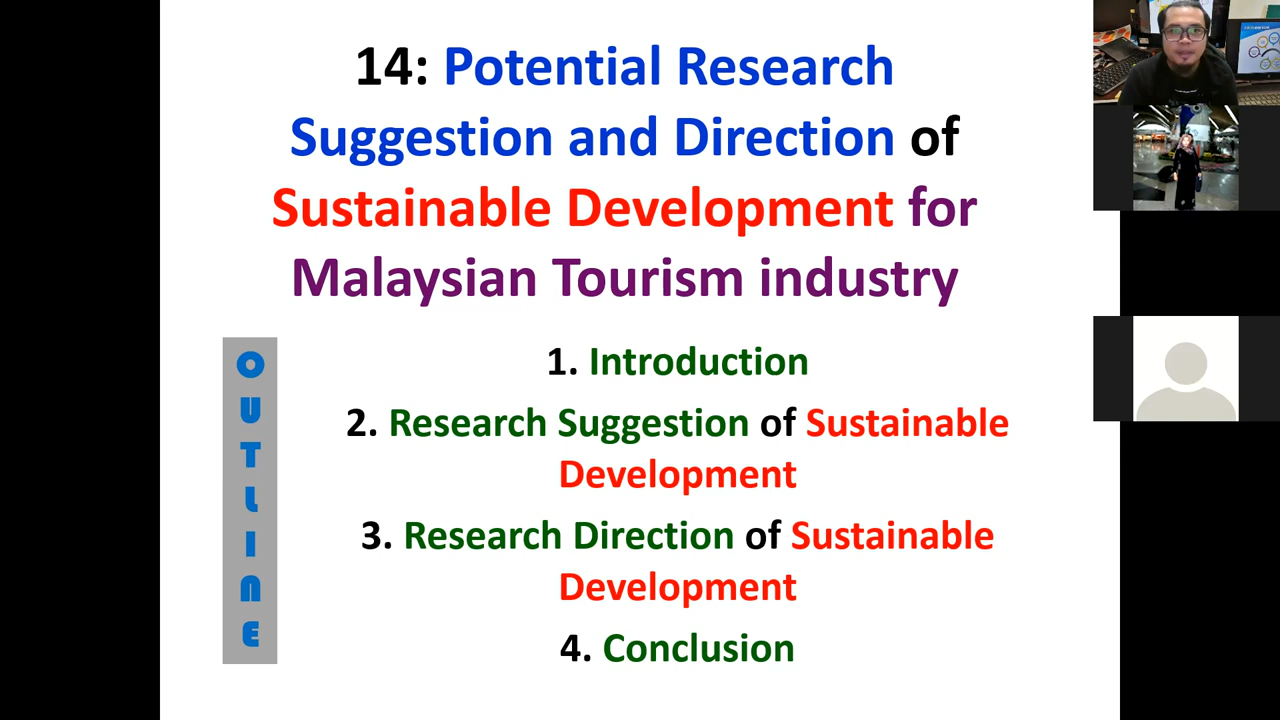 14: Potential Research
Suggestion and Direction of
Sustainable Development for
Malaysian Tourism industry
OUTLINE
1. Introduction
2. Research Suggestion of Sustainable
Development
3. Research Direction of Sustainable
Development
4. Conclusion